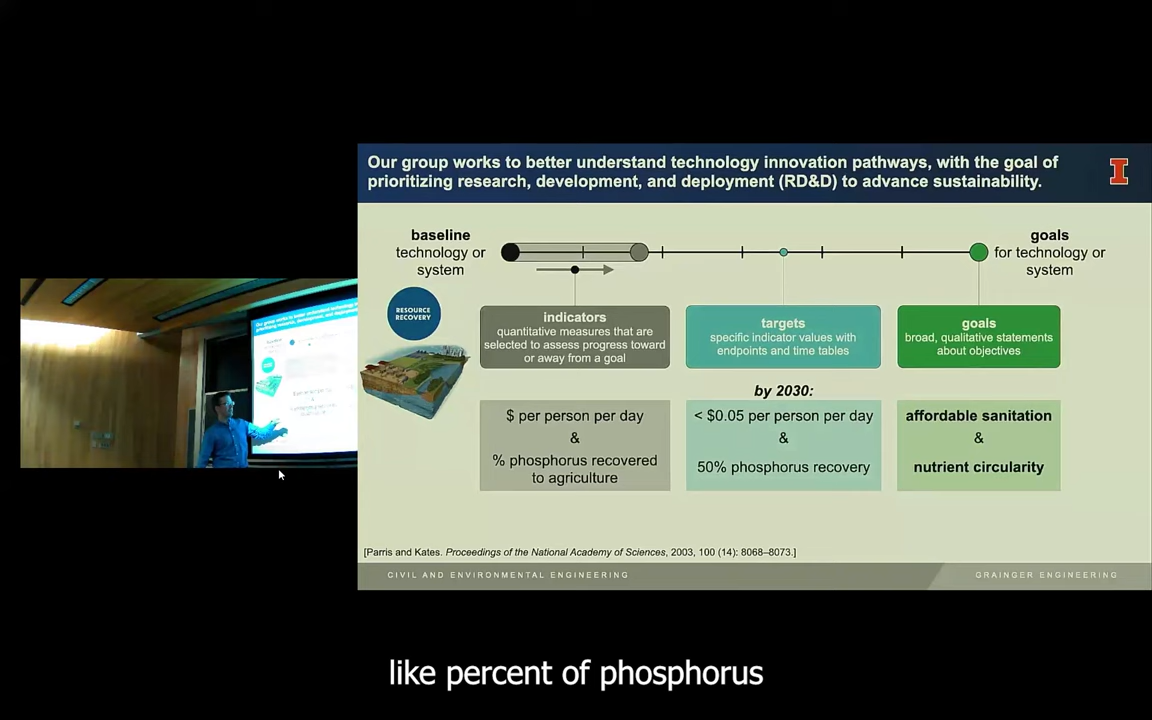 Our group works to better understand technology innovation pathways, with the goal of
prioritizing research, development, and deployment (RD&D) to advance sustainability.
I
baseline
technology or
system
goals
for technology or
system
RESOURCE
RECOVERY
indicators
quantitative measures that are
selected to assess progress toward
or away from a goal
targets
specific indicator values with
endpoints and time tables
goals
broad, qualitative statements
about objectives
by 2030:
$ per person per day
&
% phosphorus recovered
to agriculture
< $0.05 per person per day
&
50% phosphorus recovery
affordable sanitation
&
nutrient circularity
[Parris and Kates. Proceedings of the National Academy of Sciences, 2003, 100 (14): 8068–8073.]
CIVIL AND ENVIRONMENTAL ENGINEERING
GRAINGER ENGINEERING
like percent of phosphorus